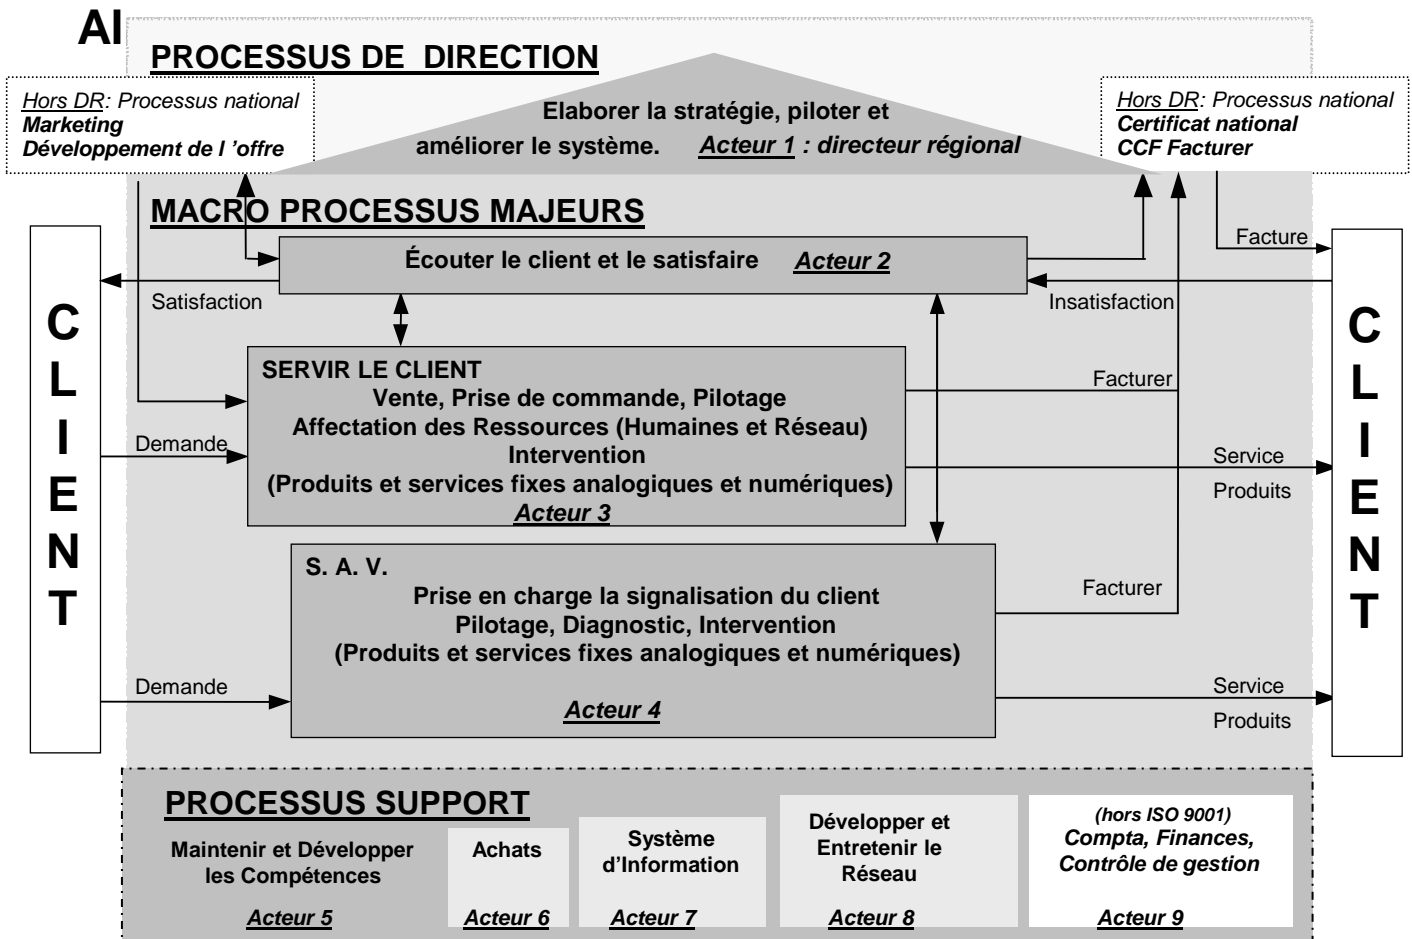 AI
PROCESSUS DE DIRECTION
Hors DR: Processus national
Marketing
Développement de l 'offre
Elaborer la stratégie, piloter et
améliorer le système. Acteur 1 : directeur régional
Hors DR: Processus national
Certificat national
CCF Facturer
MACRO PROCESSUS MAJEURS
Écouter le client et le satisfaire Acteur 2
Facture
Satisfaction
Insatisfaction
CLIENT
CLIENT
SERVIR LE CLIENT
Vente, Prise de commande, Pilotage
Affectation des Ressources (Humaines et Réseau)
Intervention
(Produits et services fixes analogiques et numériques)
Acteur 3
Facturer
Demande
Service
Produits
S. A. V.
Prise en charge la signalisation du client
Pilotage, Diagnostic, Intervention
(Produits et services fixes analogiques et numériques)
Acteur 4
Facturer
Demande
Service
Produits
PROCESSUS SUPPORT
Maintenir et Développer
les Compétences
Acteur 5
Achats
Acteur 6
Système
d'Information
Acteur 7
Développer et
Entretenir le
Réseau
Acteur 8
(hors ISO 9001)
Compta, Finances,
Contrôle de gestion
Acteur 9